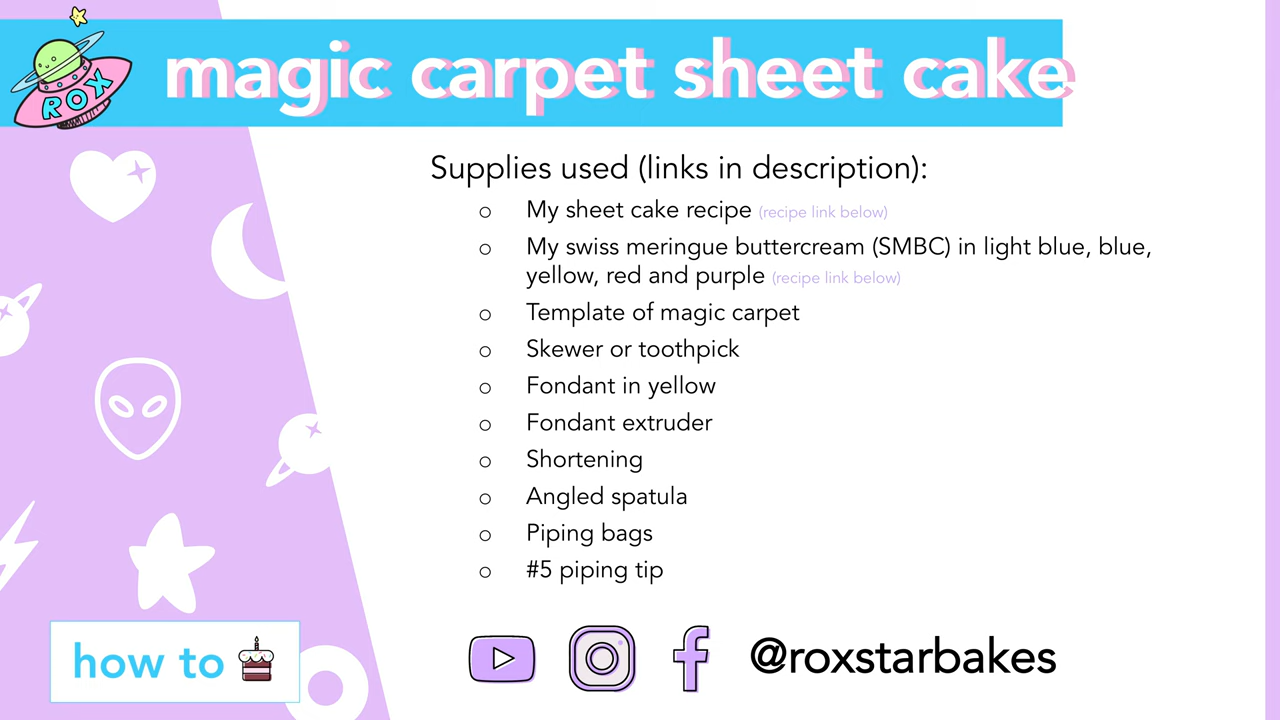 ROX
magic carpet sheet cake
Supplies used (links in description):
o My sheet cake recipe (recipe link below)
o My swiss meringue buttercream (SMBC) in light blue, blue,
yellow, red and purple (recipe link below)
o Template of magic carpet
o Skewer or toothpick
o Fondant in yellow
o Fondant extruder
o Shortening
o Angled spatula
o Piping bags
o #5 piping tip
how to
@roxstarbakes